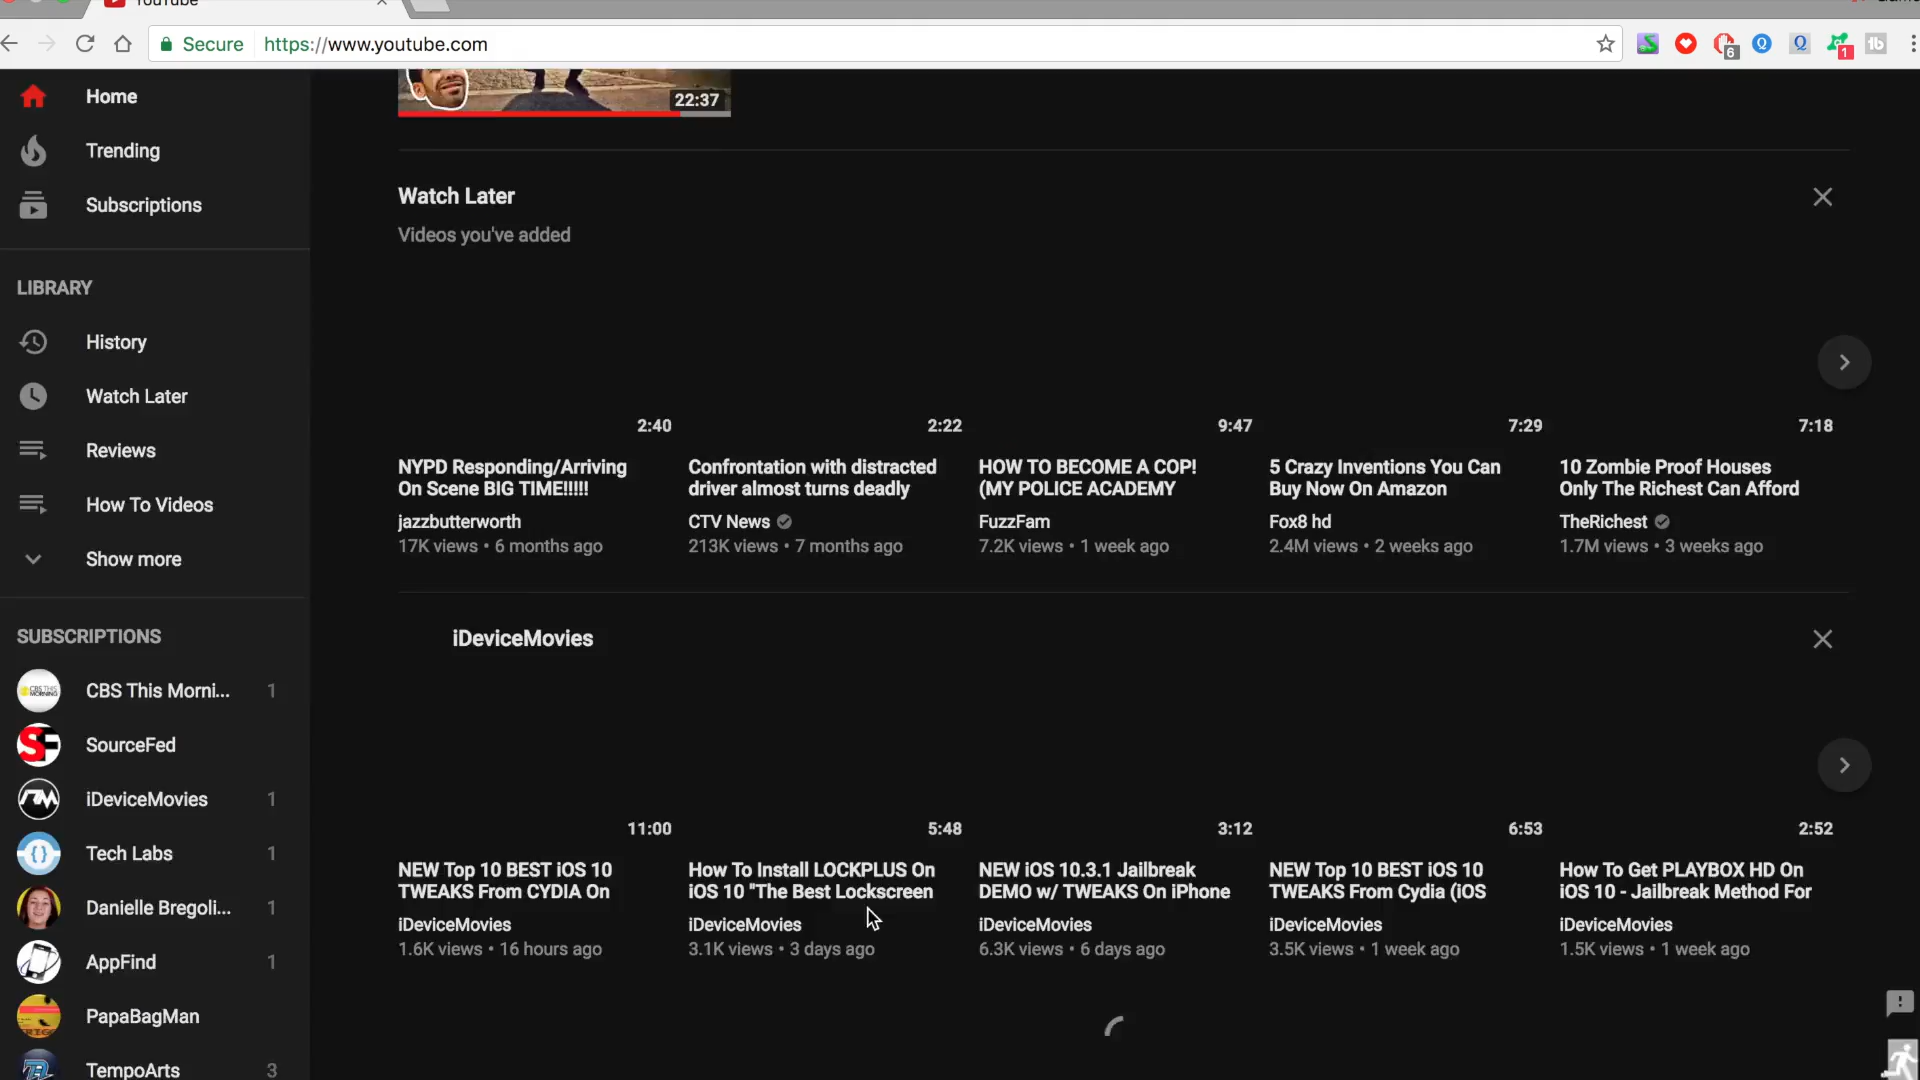 YouTube
Secure https://www.youtube.com
6
1
Home
Trending
Subscriptions
LIBRARY
History
Watch Later
Reviews
How To Videos
Show more
SUBSCRIPTIONS
CBS This Morni... 1
SourceFed
iDeviceMovies 1
Tech Labs 1
Danielle Bregoli... 1
AppFind 1
PapaBagMan
TempoArts 3
22:37
Watch Later
Videos you've added
2:40
NYPD Responding/Arriving
On Scene BIG TIME!!!!!
jazzbutterworth
17K views • 6 months ago
2:22
Confrontation with distracted
driver almost turns deadly
CTV News
213K views • 7 months ago
9:47
HOW TO BECOME A COP!
(MY POLICE ACADEMY
FuzzFam
7.2K views • 1 week ago
7:29
5 Crazy Inventions You Can
Buy Now On Amazon
Fox8 hd
2.4M views • 2 weeks ago
7:18
10 Zombie Proof Houses
Only The Richest Can Afford
TheRichest
1.7M views • 3 weeks ago
iDeviceMovies
11:00
NEW Top 10 BEST iOS 10
TWEAKS From CYDIA On
iDeviceMovies
1.6K views • 16 hours ago
5:48
How To Install LOCKPLUS On
iOS 10 "The Best Lockscreen
iDeviceMovies
3.1K views • 3 days ago
3:12
NEW iOS 10.3.1 Jailbreak
DEMO w/ TWEAKS On iPhone
iDeviceMovies
6.3K views • 6 days ago
6:53
NEW Top 10 BEST iOS 10
TWEAKS From Cydia (iOS
iDeviceMovies
3.5K views • 1 week ago
2:52
How To Get PLAYBOX HD On
iOS 10 - Jailbreak Method For
iDeviceMovies
1.5K views • 1 week ago